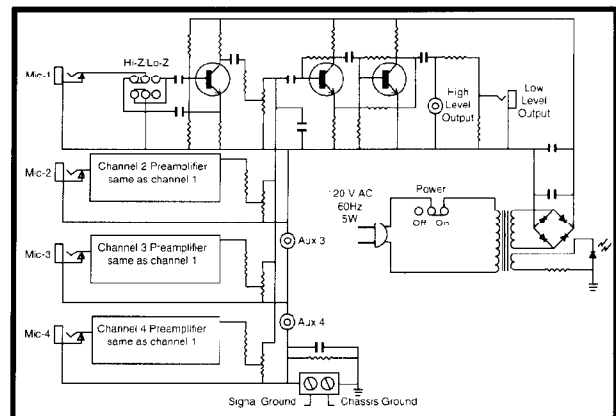 Mic-1
Hi-Z/Lo-Z
High
Level
Output
Low
Level
Output
Mic-2
Channel 2 Preamplifier
same as channel 1
120 V AC
60Hz
5W
Power
Off On
Mic-3
Channel 3 Preamplifier
same as channel 1
Aux 3
Mic-4
Channel 4 Preamplifier
same as channel 1
Aux 4
Signal Ground
Chassis Ground